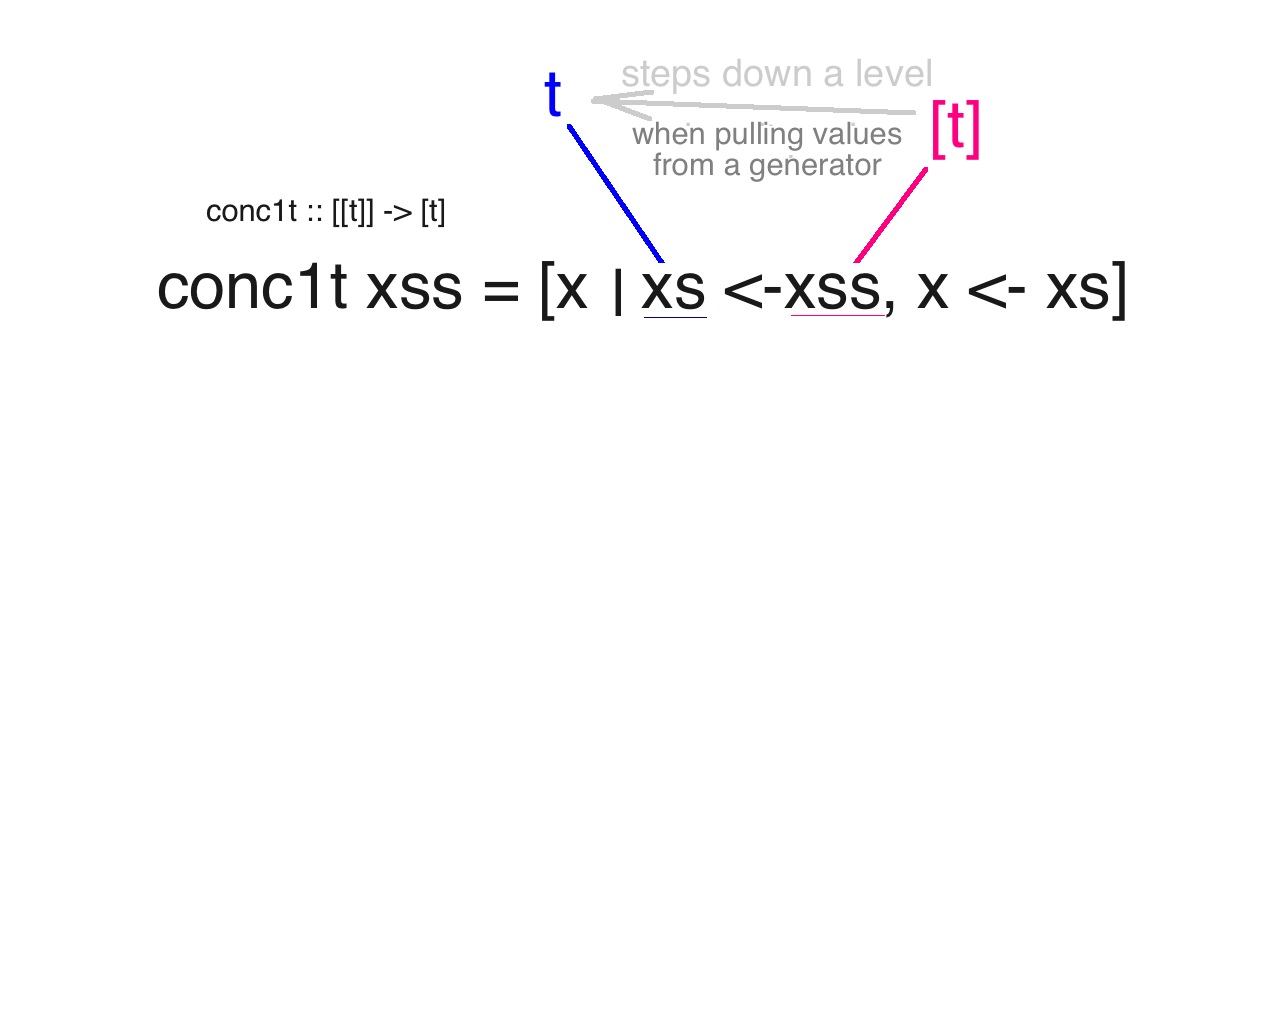 steps down a level
t
[t]
when pulling values
from a generator
conc1t :: [[t]] -> [t]
conc1t xss = [x | xs <-xss, x <- xs]